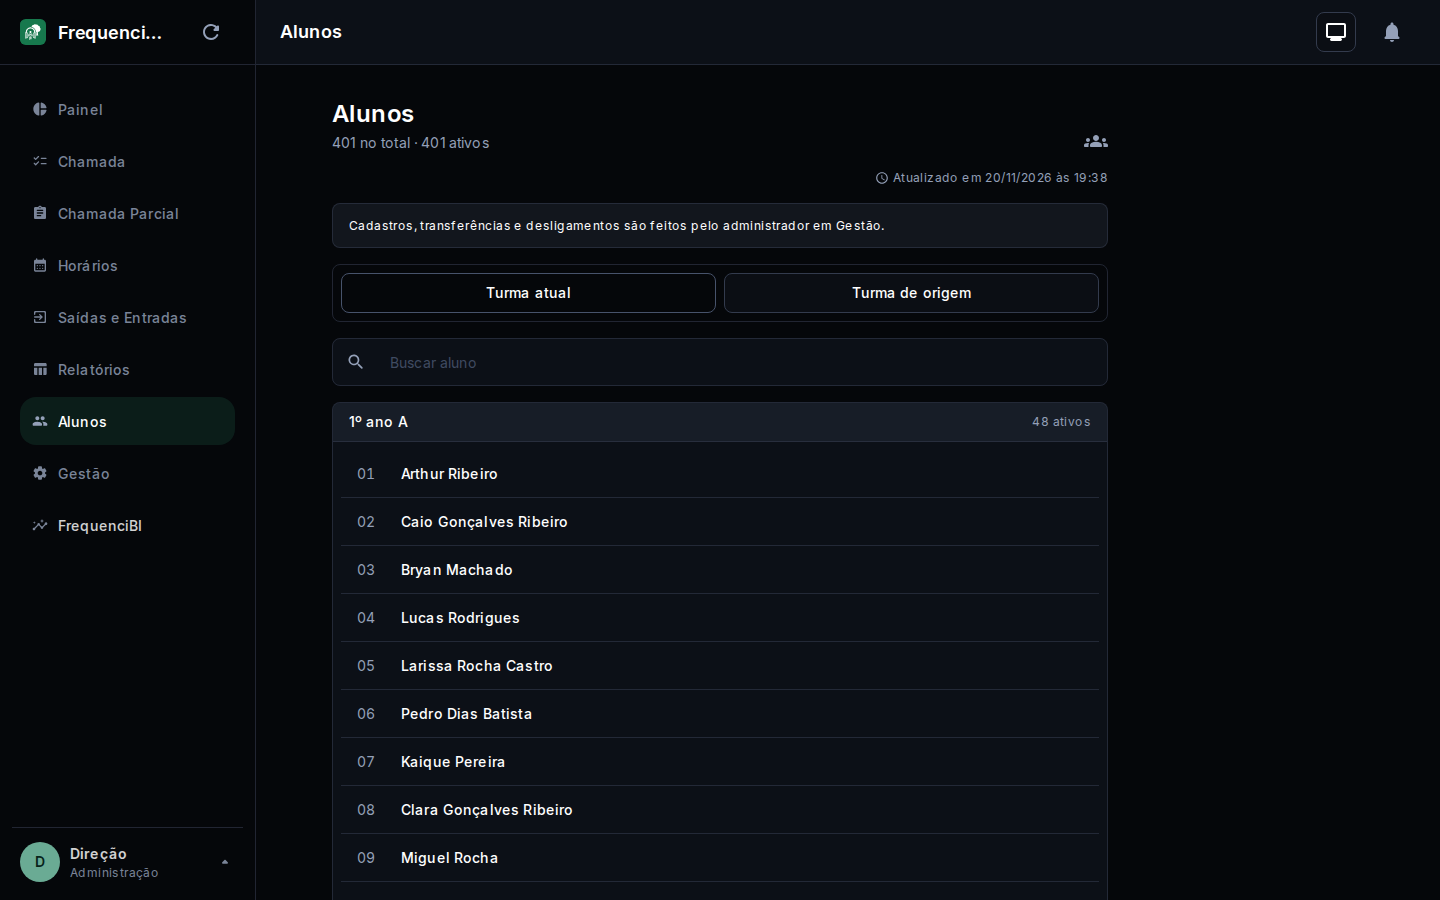 Frequenci...
Alunos
Painel
Chamada
Chamada Parcial
Horários
Saídas e Entradas
Relatórios
Alunos
Gestão
FrequenciBI
D
Direção
Administração
Alunos
401 no total · 401 ativos
Atualizado em 20/11/2026 às 19:38
Cadastros, transferências e desligamentos são feitos pelo administrador em Gestão.
Turma atual
Turma de origem
Buscar aluno
1º ano A
48 ativos
01 Arthur Ribeiro
02 Caio Gonçalves Ribeiro
03 Bryan Machado
04 Lucas Rodrigues
05 Larissa Rocha Castro
06 Pedro Dias Batista
07 Kaique Pereira
08 Clara Gonçalves Ribeiro
09 Miguel Rocha